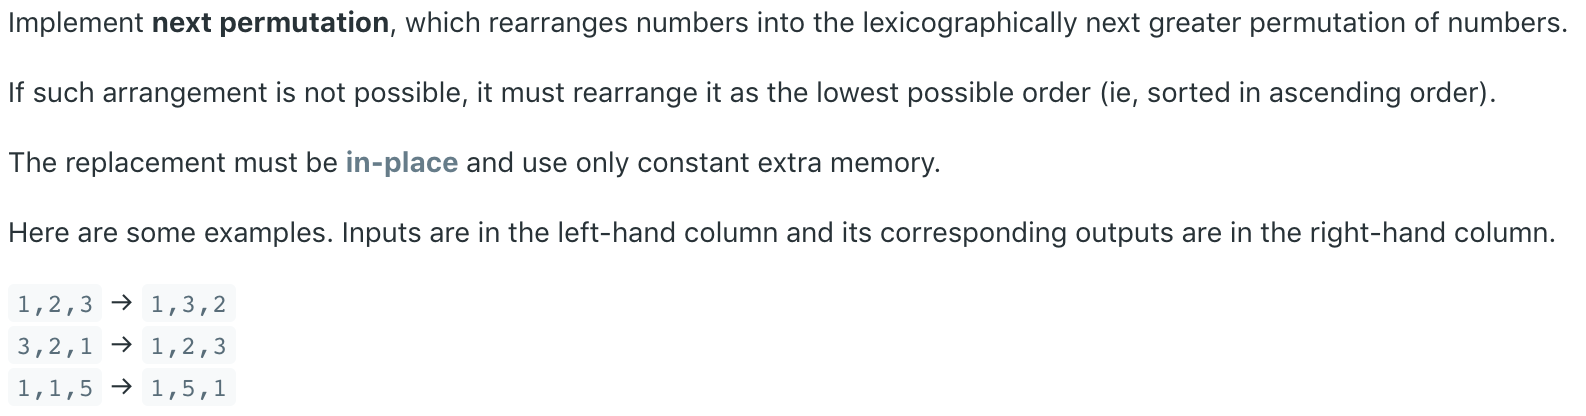 Implement next permutation, which rearranges numbers into the lexicographically next greater permutation of numbers.
If such arrangement is not possible, it must rearrange it as the lowest possible order (ie, sorted in ascending order).
The replacement must be in-place and use only constant extra memory.
Here are some examples. Inputs are in the left-hand column and its corresponding outputs are in the right-hand column.
1,2,3 → 1,3,2
3,2,1 → 1,2,3
1,1,5 → 1,5,1